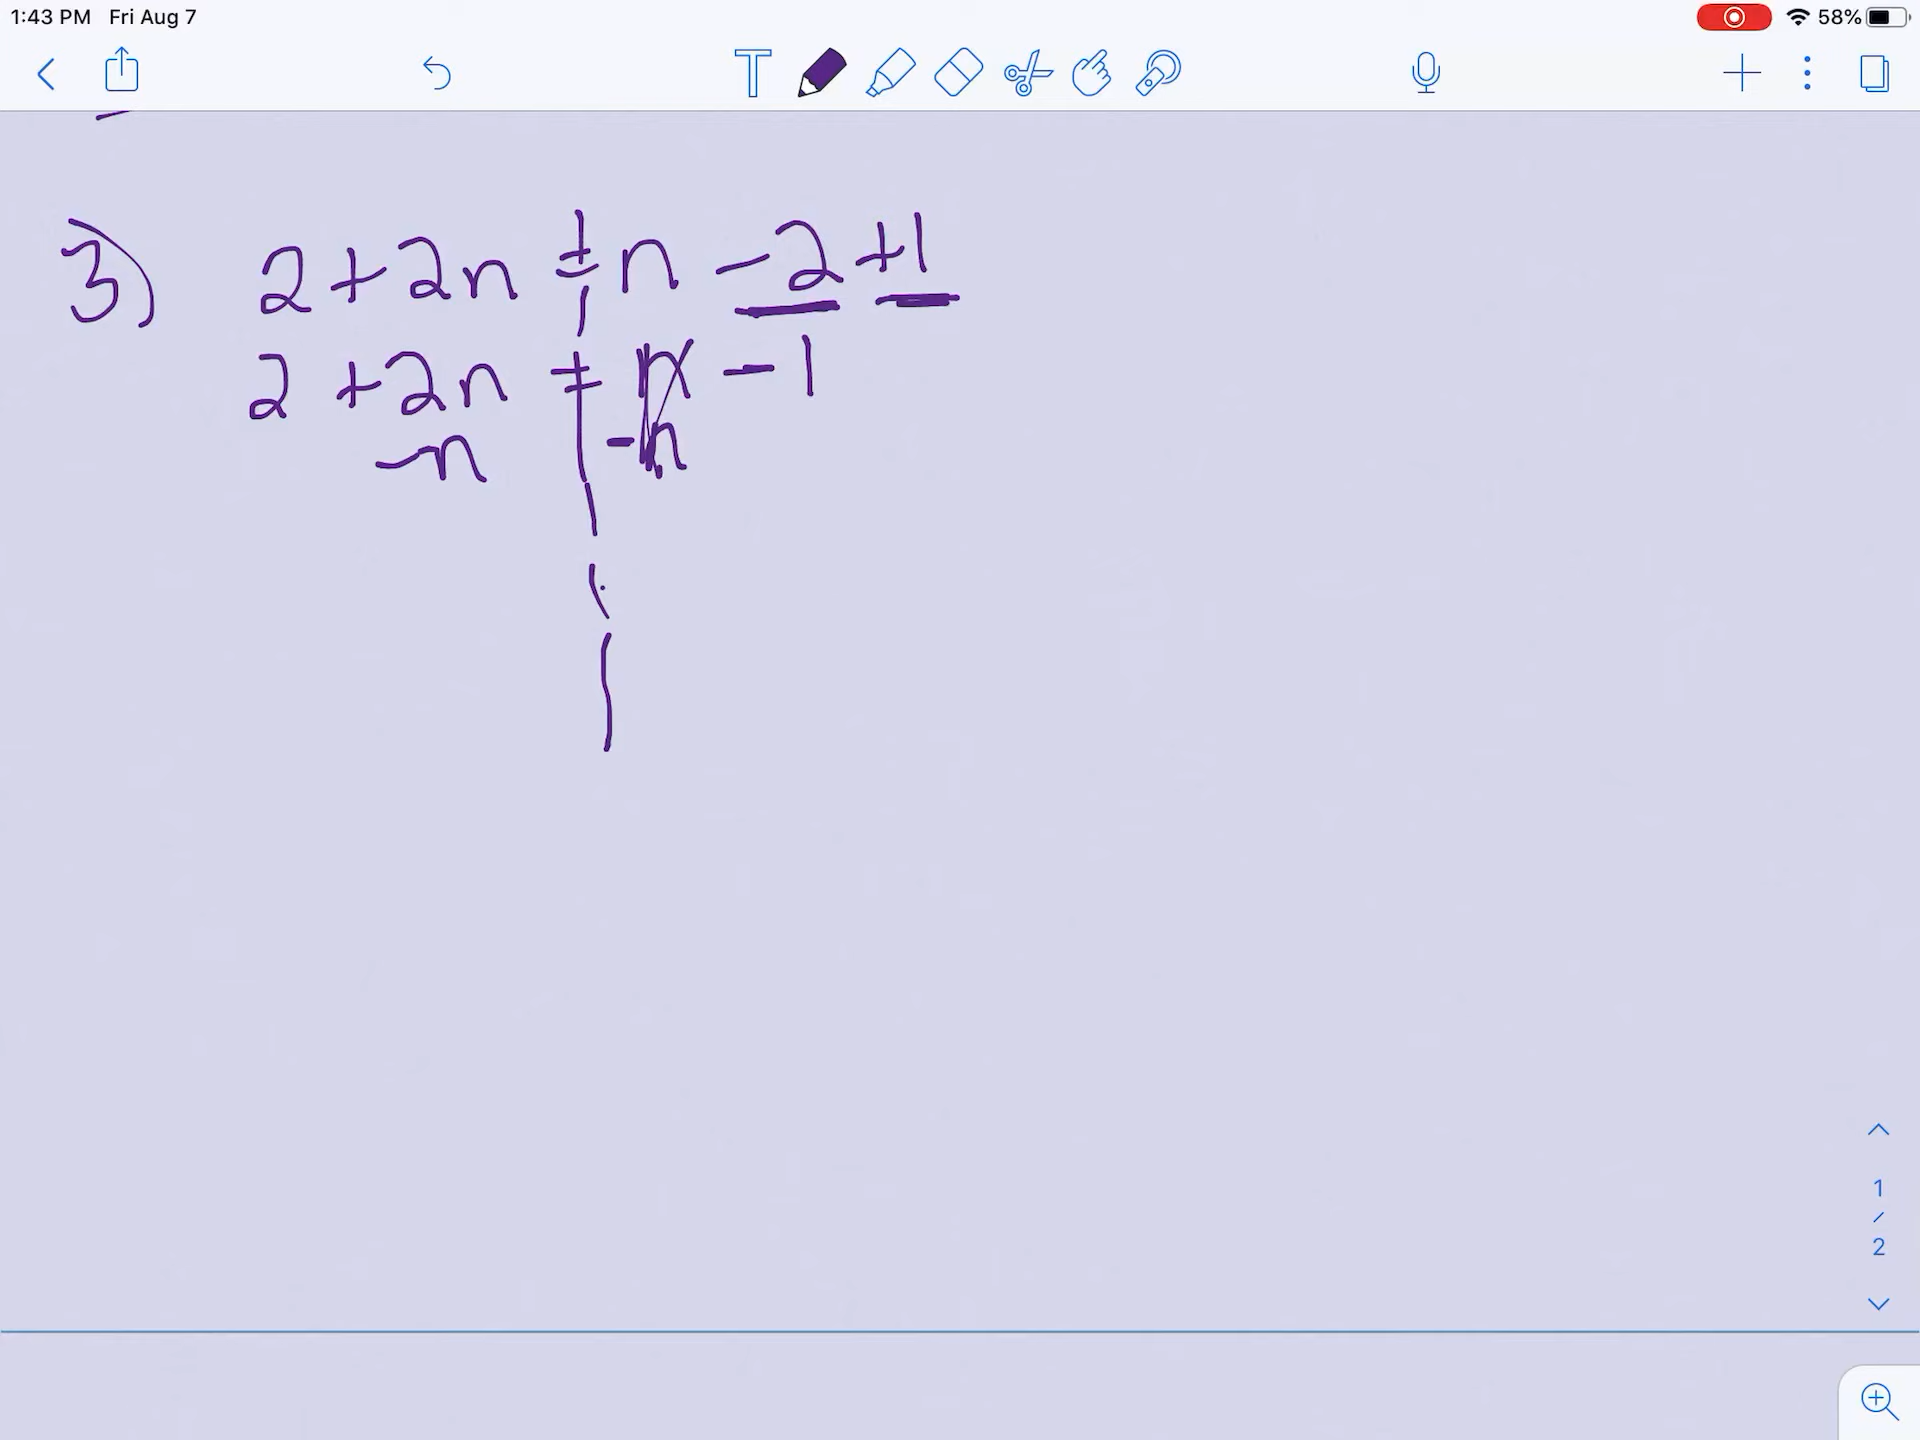 1:43 PM Fri Aug 7 58%
T
3) 2 + 2n = n - 2 + 1
2 + 2n = n - 1
-n -n
1
/
2